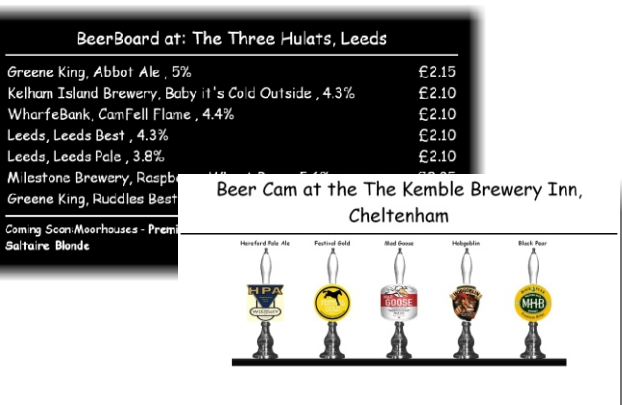 BeerBoard at: The Three Hulats, Leeds
Greene King, Abbot Ale , 5% £2.15
Kelham Island Brewery, Baby it's Cold Outside , 4.3% £2.10
WharfeBank, CamFell Flame , 4.4% £2.10
Leeds, Leeds Best , 4.3% £2.10
Leeds, Leeds Pale , 3.8% £2.10
Milestone Brewery,
Greene King, Ruddles Best
Coming Soon:Moorhouses -
Saltaire Blonde
Beer Cam at the The Kemble Brewery Inn,
Cheltenham
Hereford Pale Ale Festival Gold Mad Goose Hobgoblin Black Pear
HPA GOOSE MHB